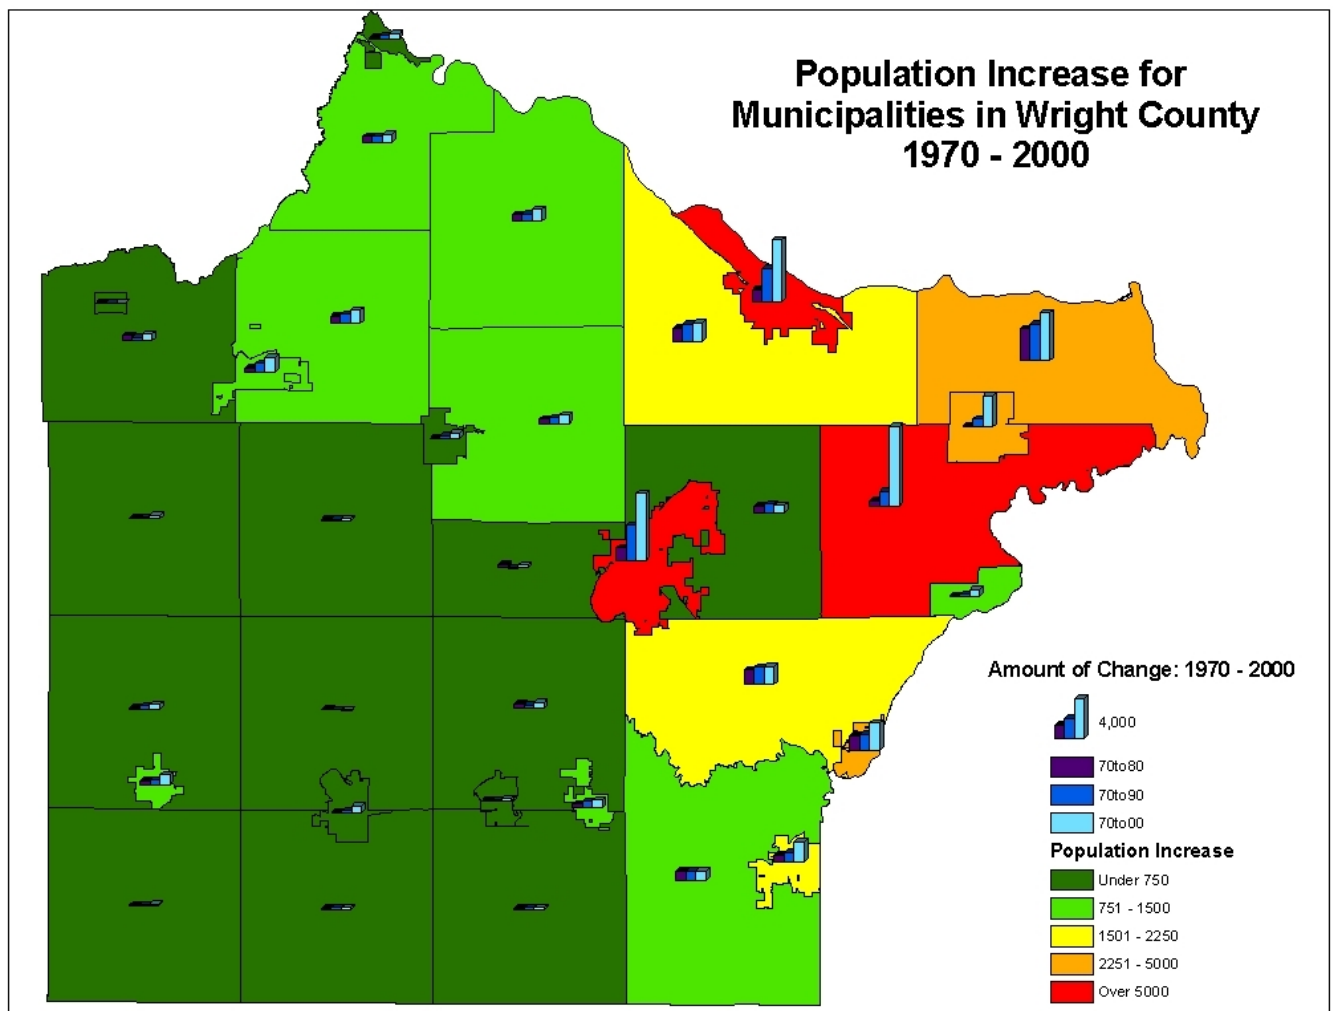 Population Increase for
Municipalities in Wright County
1970 - 2000
Amount of Change: 1970 - 2000
4,000
70to80
70to90
70to00
Population Increase
Under 750
751 - 1500
1501 - 2250
2251 - 5000
Over 5000